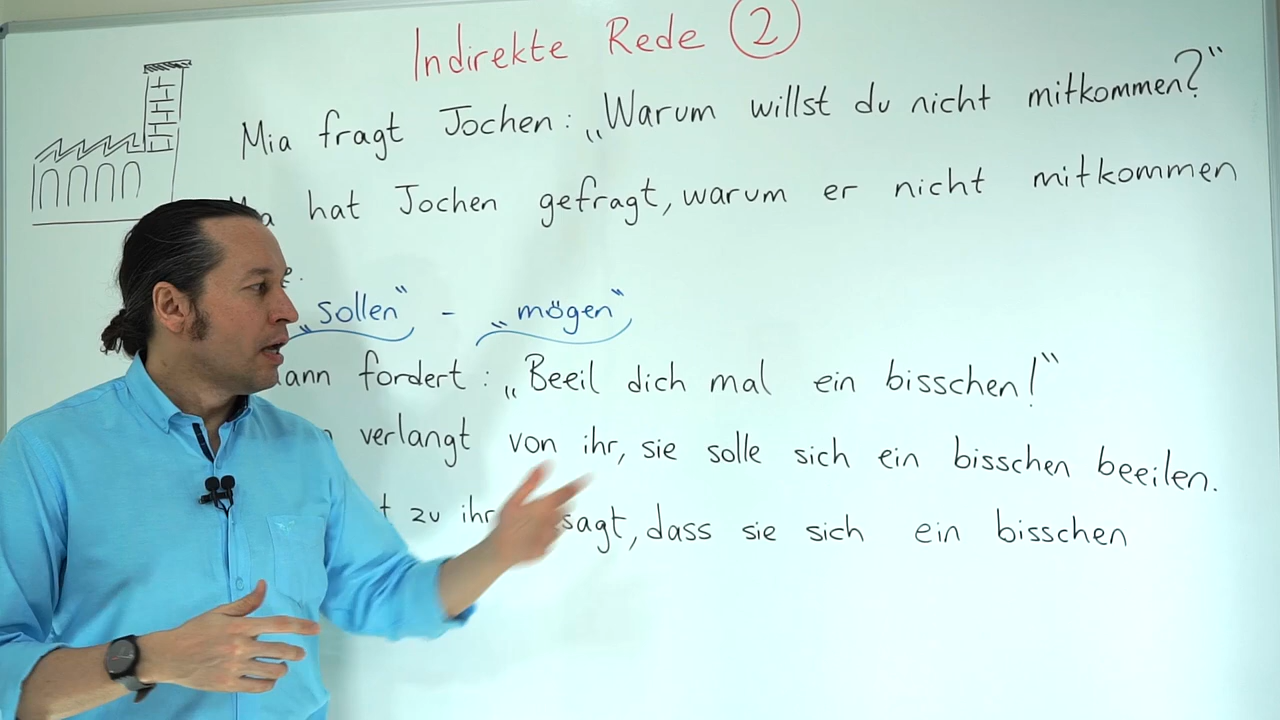 Indirekte Rede 2
Mia fragt Jochen: „Warum willst du nicht mitkommen?“
hat Jochen gefragt, warum er nicht mitkommen
„sollen“ - „mögen“
fordert: „Beeil dich mal ein bisschen!“
verlangt von ihr, sie solle sich ein bisschen beeilen.
zu ihr sagt, dass sie sich ein bisschen